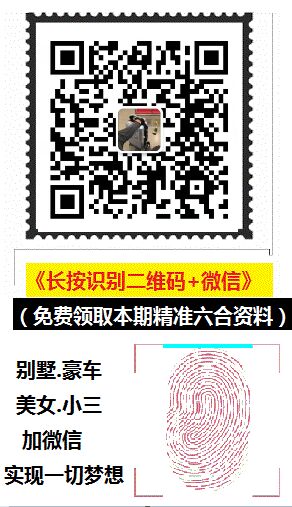 《长按识别二维码+微信》
（免费领取本期精准六合资料）
别墅.豪车
美女.小三
加微信
实现一切梦想